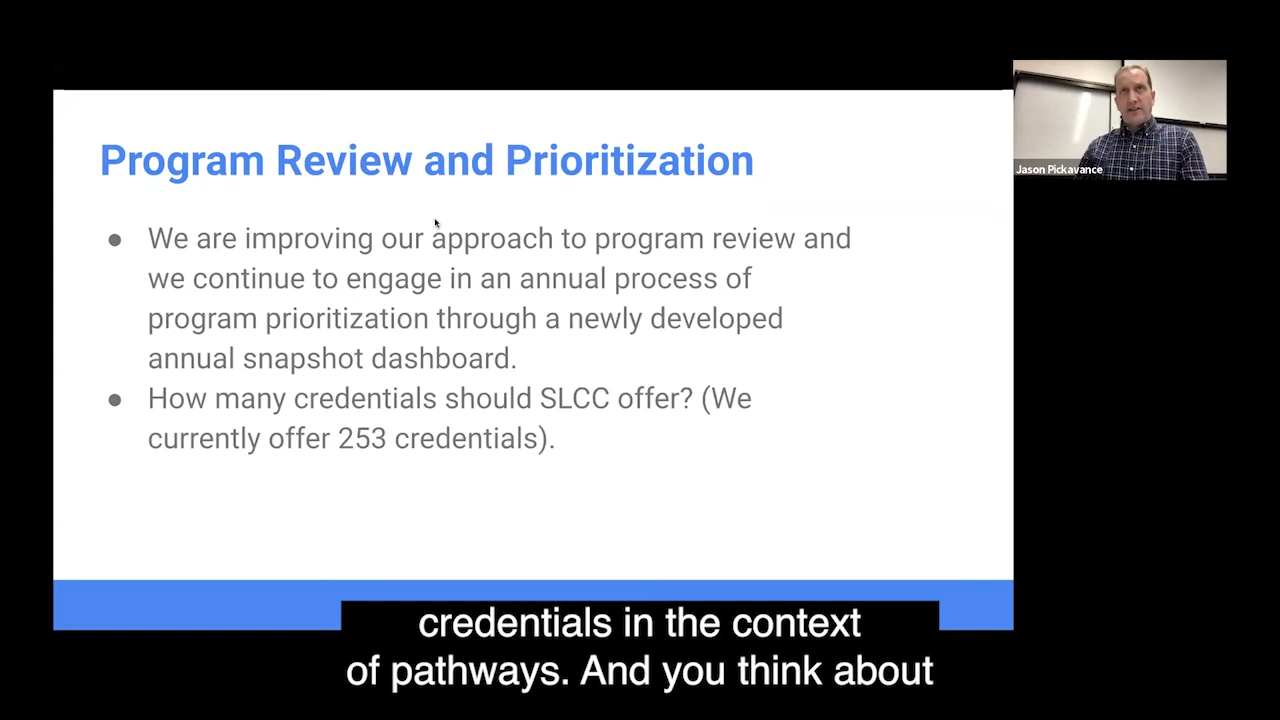 Program Review and Prioritization
● We are improving our approach to program review and
we continue to engage in an annual process of
program prioritization through a newly developed
annual snapshot dashboard.
● How many credentials should SLCC offer? (We
currently offer 253 credentials).
Jason Pickavance
credentials in the context
of pathways. And you think about